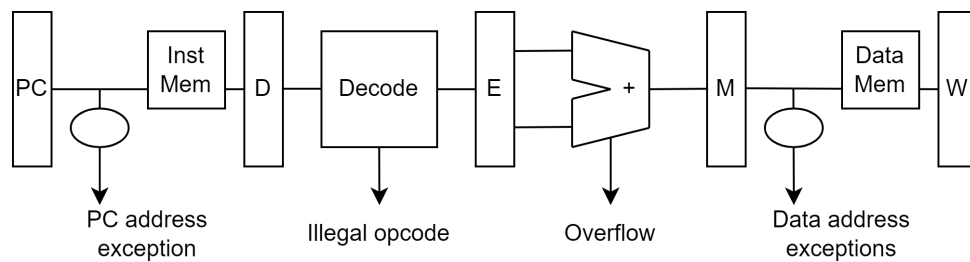 PC
Inst
Mem
D
Decode
E
+
M
Data
Mem
W
PC address
exception
Illegal opcode
Overflow
Data address
exceptions